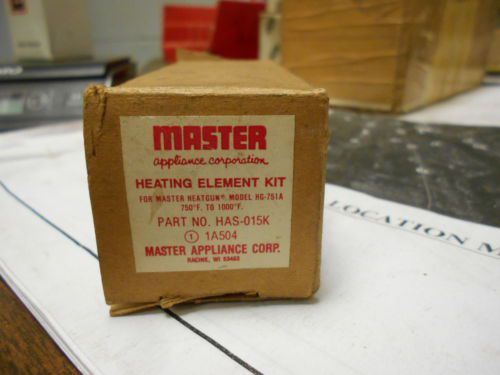 MASTER
appliance corporation
HEATING ELEMENT KIT
FOR MASTER HEATGUN®, MODEL HG-751A
750°F. TO 1000°F.
PART NO. HAS-015K
1 1A504
MASTER APPLIANCE CORP.
RACINE, WI 53403
LOCATION M